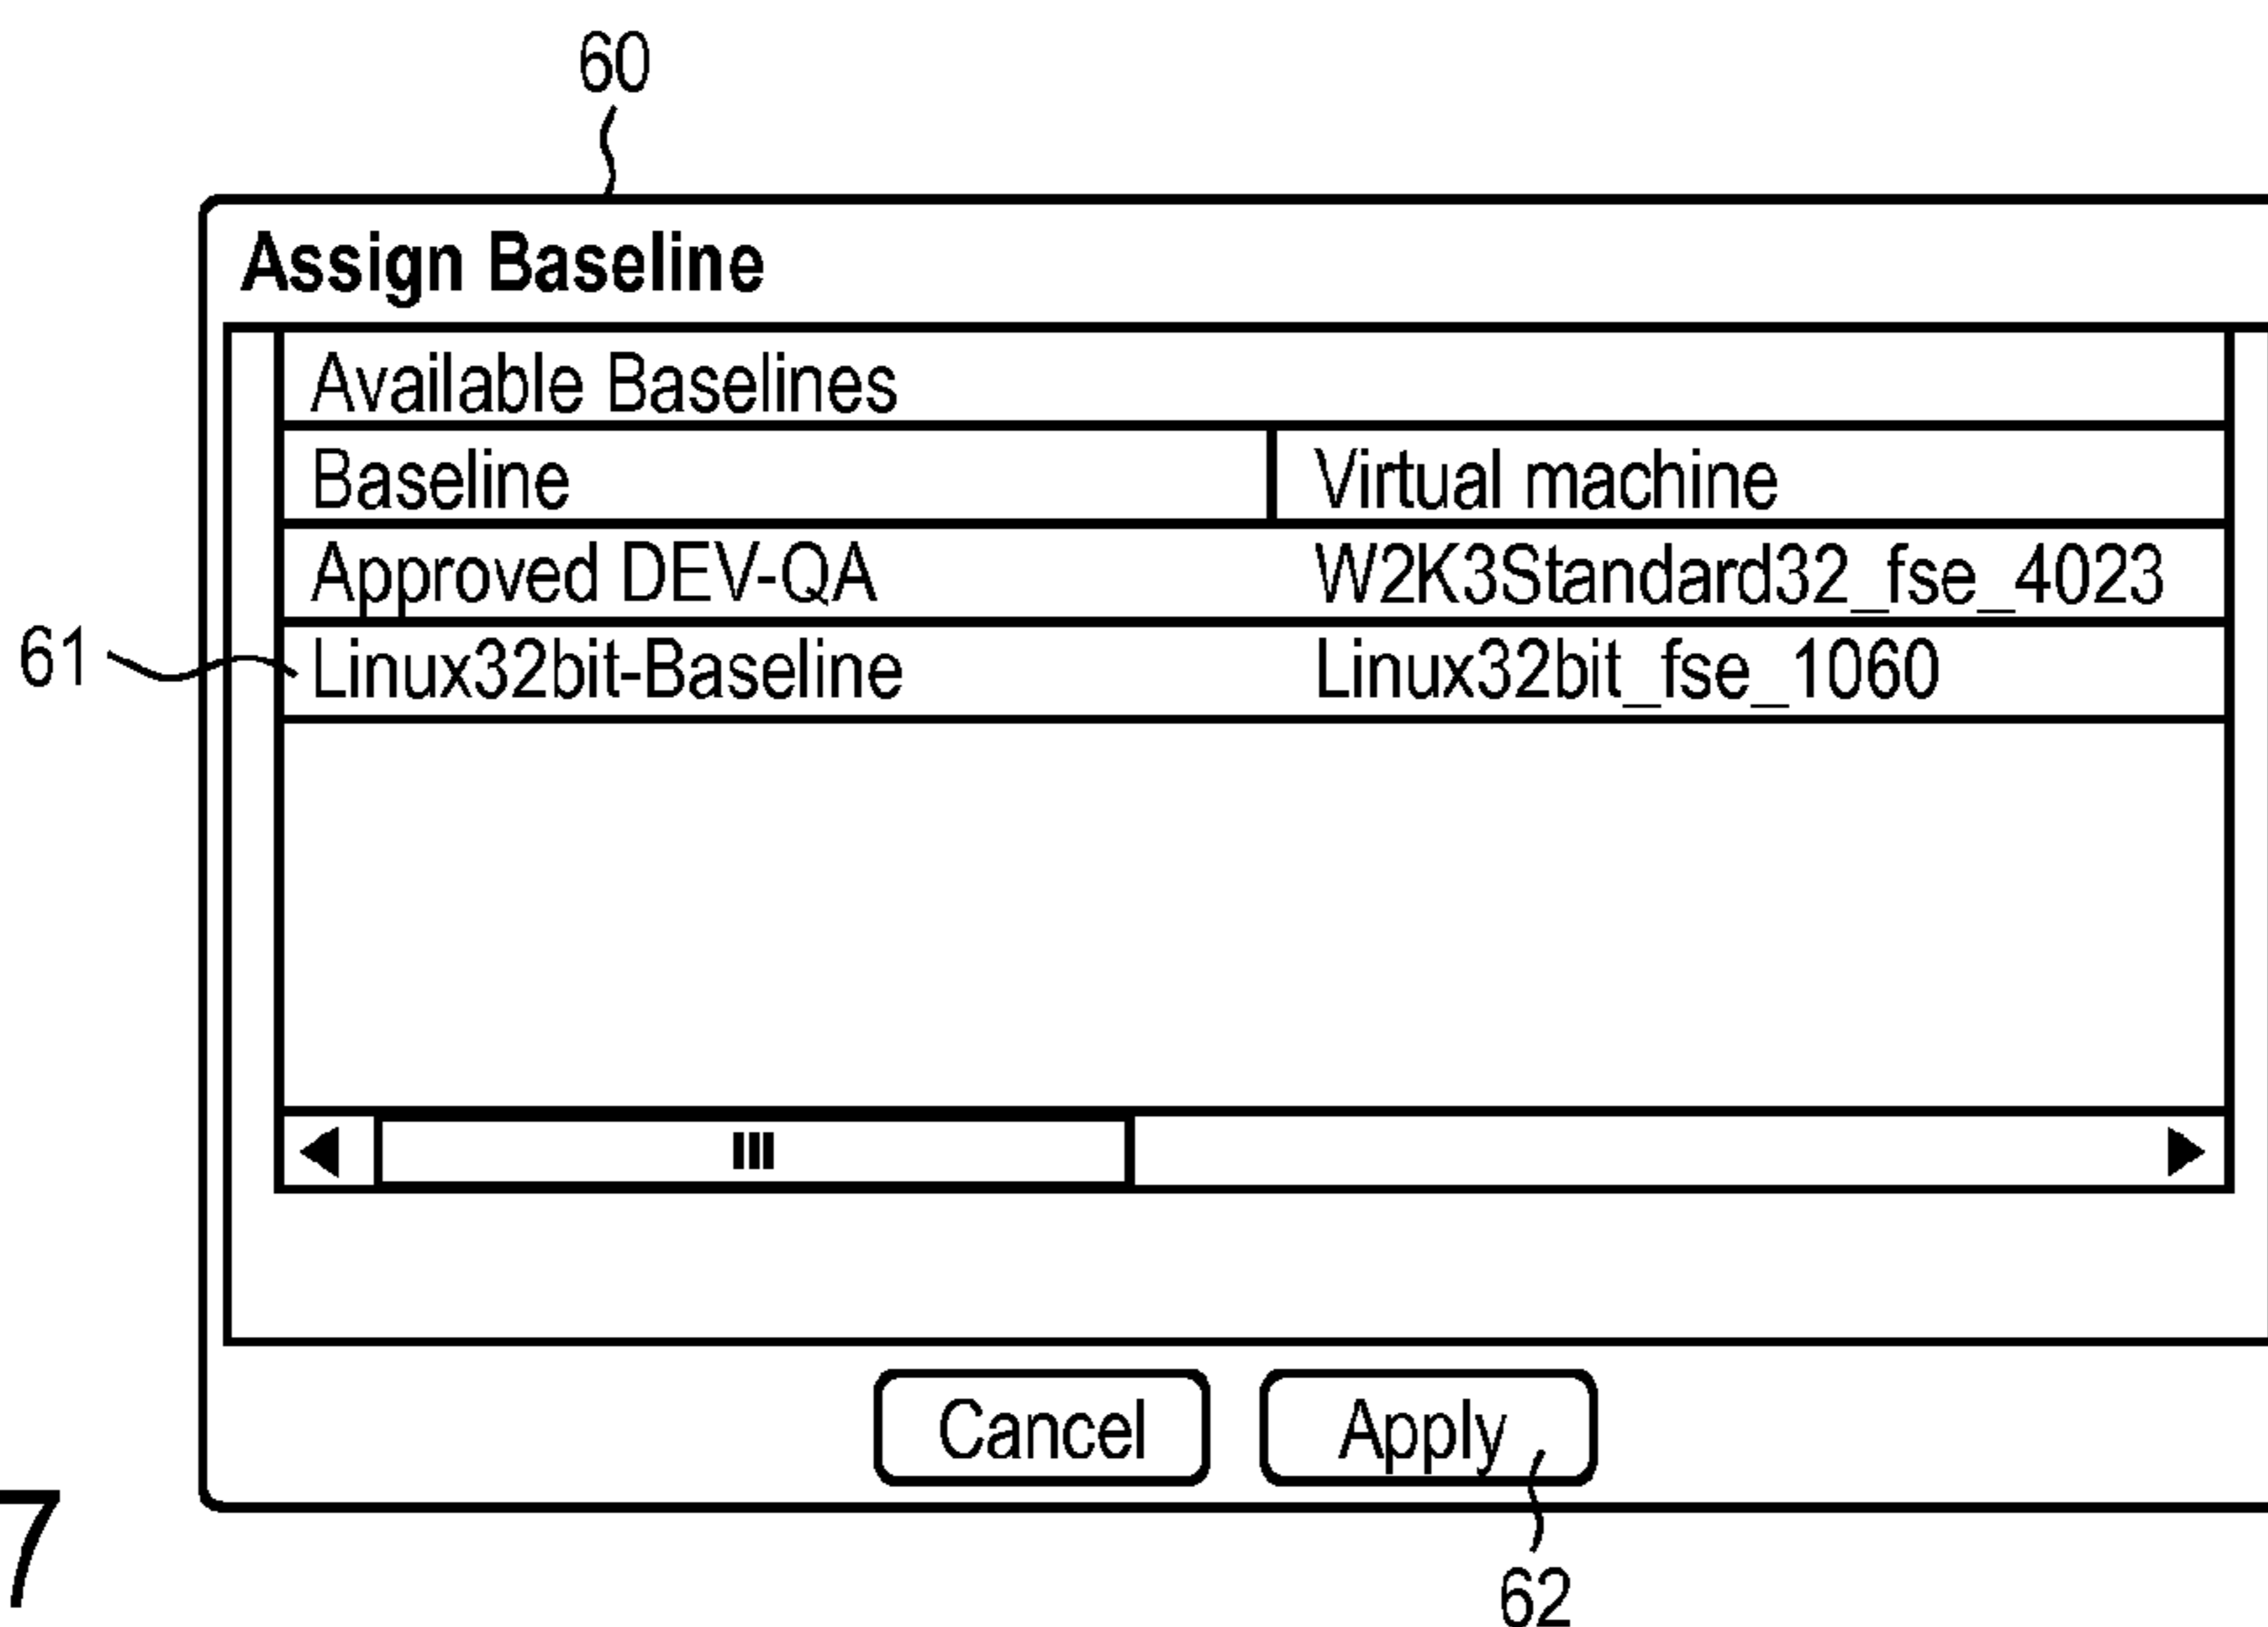 60
Assign Baseline
Available Baselines
Baseline Virtual machine
Approved DEV-QA W2K3Standard32_fse_4023
61 Linux32bit-Baseline Linux32bit_fse_1060
Cancel Apply
7
62